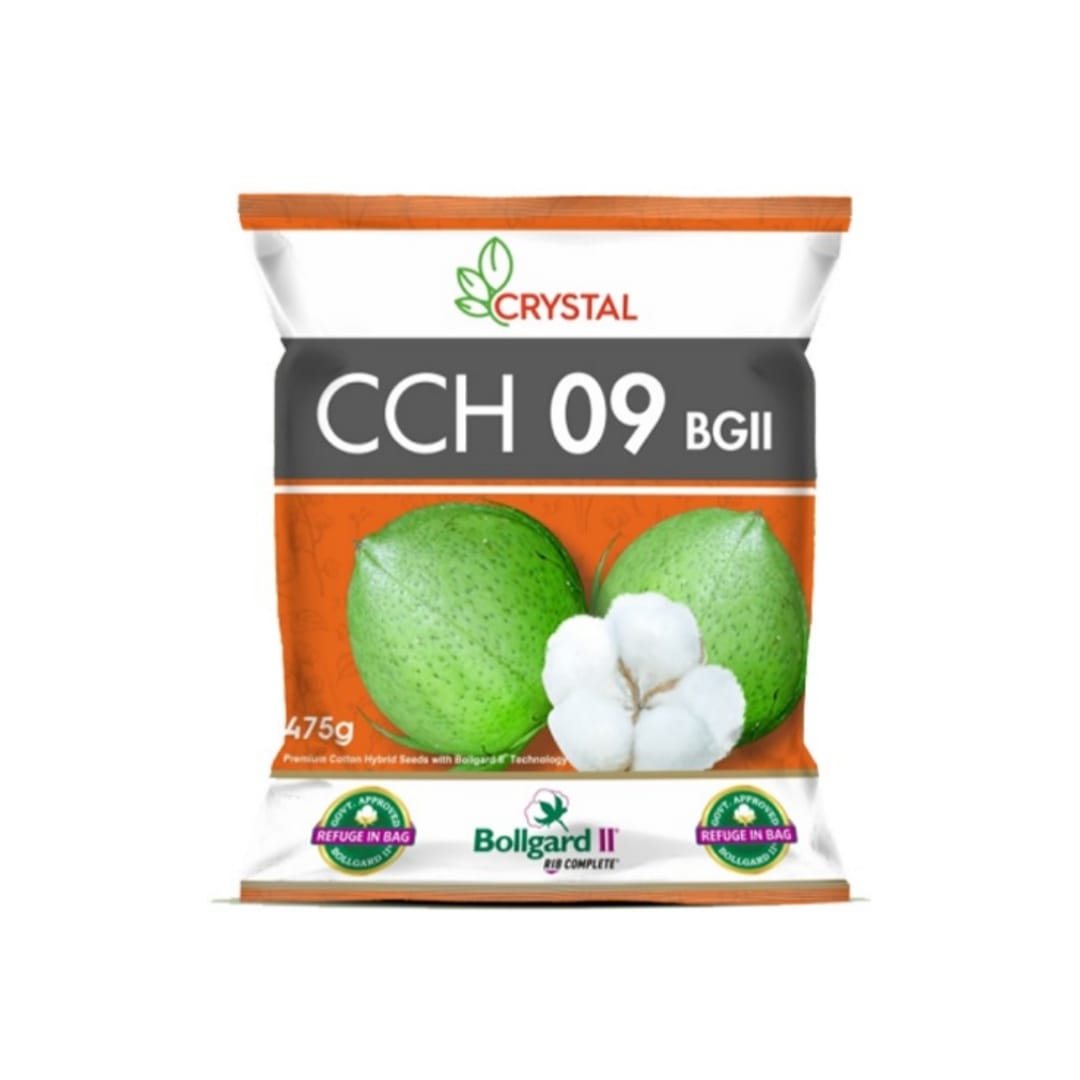 CRYSTAL
CCH 09 BGII
475g
Premium Cotton Hybrid Seeds with Bollgard II® Technology
GOVT. APPROVED
REFUGE IN BAG
BOLLGARD II®
Bollgard II®
RIB COMPLETE™
GOVT. APPROVED
REFUGE IN BAG
BOLLGARD II®